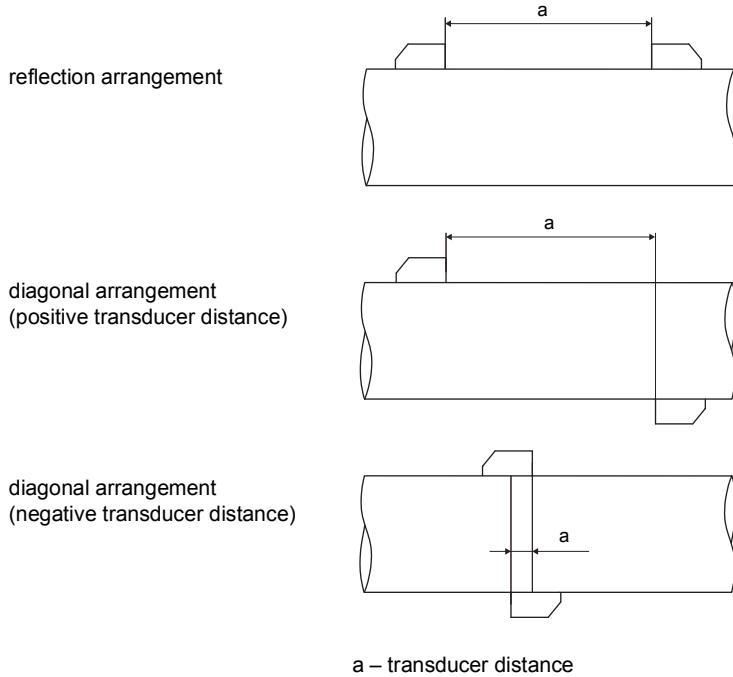 a
reflection arrangement
a
diagonal arrangement
(positive transducer distance)
diagonal arrangement
(negative transducer distance)
a
a – transducer distance